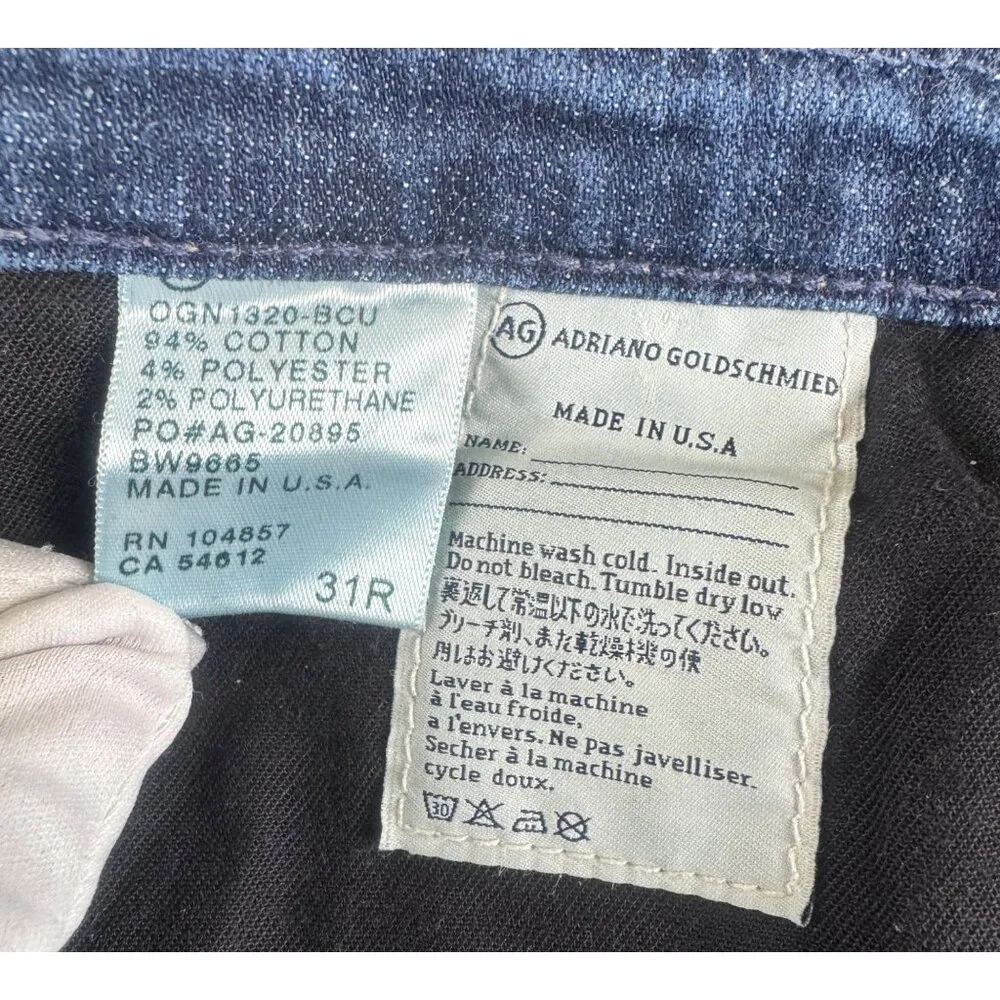 OGN1320-BCU
94% COTTON
4% POLYESTER
2% POLYURETHANE
PO#AG-20895
BW9665
MADE IN U.S.A.
RN 104857
CA 54612
31R
AG ADRIANO GOLDSCHMIED
MADE IN U.S.A
NAME:
ADDRESS:
Machine wash cold. Inside out.
Do not bleach. Tumble dry low
裏返して常温以下の水で洗ってください。
ブリーチ剤、また乾燥機の使
用はお避けください。
Laver à la machine
à l'eau froide,
a l'envers. Ne pas javelliser.
Secher à la machine
cycle doux.
30